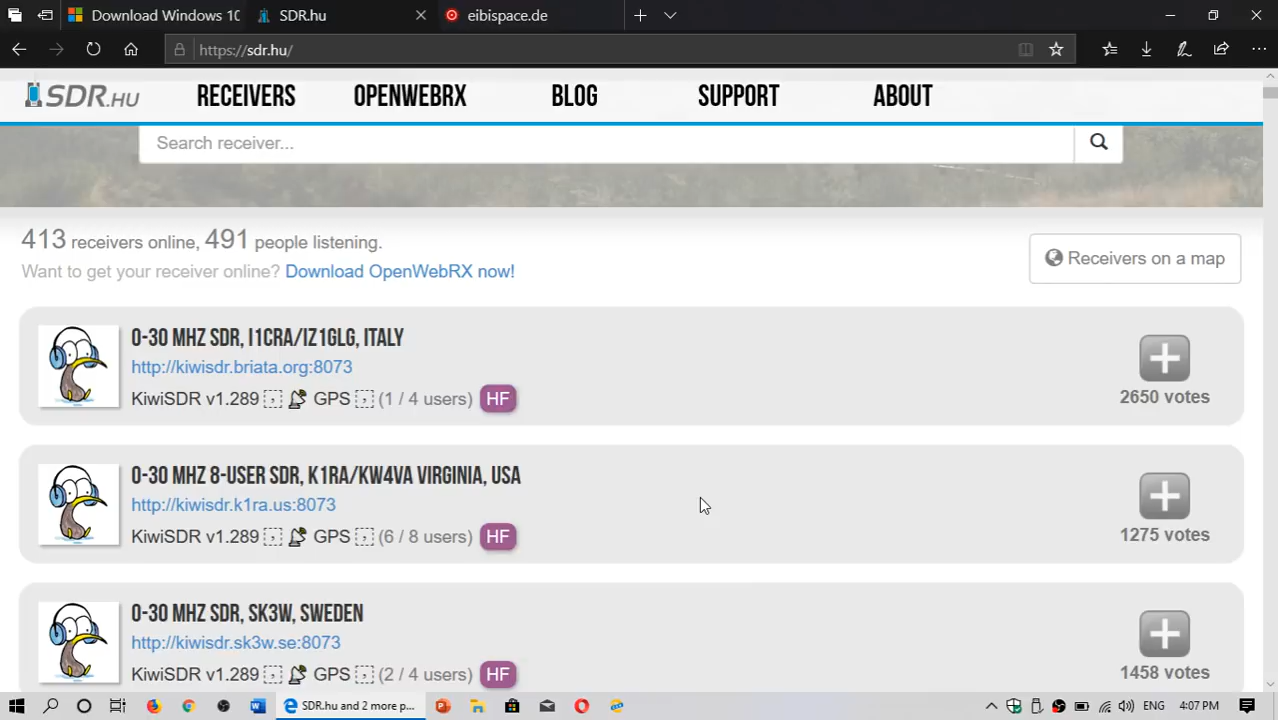 Download Windows 10
SDR.hu
eibispace.de
https://sdr.hu/
SDR.HU
RECEIVERS
OPENWEBRX
BLOG
SUPPORT
ABOUT
Search receiver...
413 receivers online, 491 people listening.
Want to get your receiver online? Download OpenWebRX now!
Receivers on a map
0-30 MHZ SDR, I1CRA/IZ1GLG, ITALY
http://kiwisdr.briata.org:8073
KiwiSDR v1.289 GPS (1 / 4 users) HF
2650 votes
0-30 MHZ 8-USER SDR, K1RA/KW4VA VIRGINIA, USA
http://kiwisdr.k1ra.us:8073
KiwiSDR v1.289 GPS (6 / 8 users) HF
1275 votes
0-30 MHZ SDR, SK3W, SWEDEN
http://kiwisdr.sk3w.se:8073
KiwiSDR v1.289 GPS (2 / 4 users) HF
1458 votes
SDR.hu and 2 more p...
ENG
4:07 PM